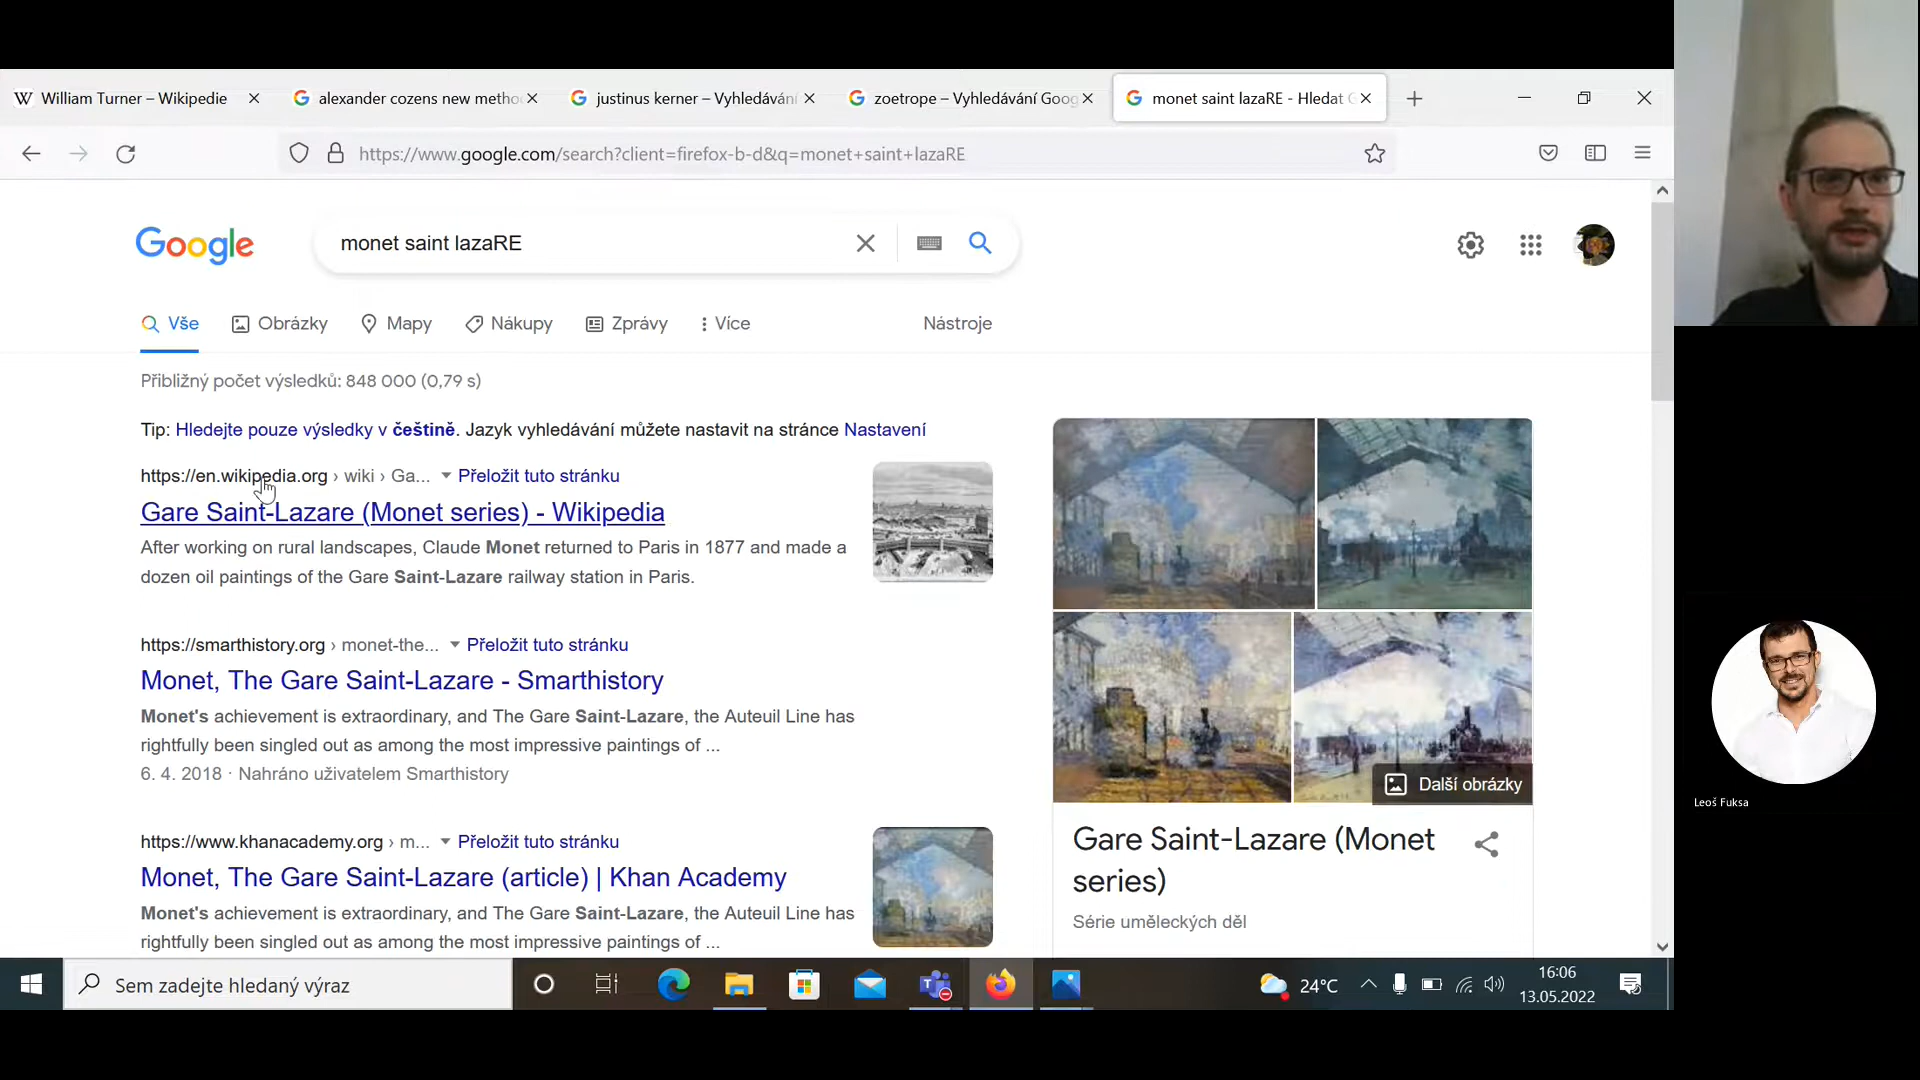 William Turner – Wikipedie
alexander cozens new metho
justinus kerner – Vyhledávání
zoetrope – Vyhledávání Goog
monet saint lazaRE - Hledat G
https://www.google.com/search?client=firefox-b-d&q=monet+saint+lazaRE
Google
monet saint lazaRE
Vše
Obrázky
Mapy
Nákupy
Zprávy
Více
Nástroje
Přibližný počet výsledků: 848 000 (0,79 s)
Tip: Hledejte pouze výsledky v češtině. Jazyk vyhledávání můžete nastavit na stránce Nastavení
https://en.wikipedia.org › wiki › Ga... Přeložit tuto stránku
Gare Saint-Lazare (Monet series) - Wikipedia
After working on rural landscapes, Claude Monet returned to Paris in 1877 and made a
dozen oil paintings of the Gare Saint-Lazare railway station in Paris.
https://smarthistory.org › monet-the... Přeložit tuto stránku
Monet, The Gare Saint-Lazare - Smarthistory
Monet's achievement is extraordinary, and The Gare Saint-Lazare, the Auteuil Line has
rightfully been singled out as among the most impressive paintings of ...
6. 4. 2018 · Nahráno uživatelem Smarthistory
https://www.khanacademy.org › m... Přeložit tuto stránku
Monet, The Gare Saint-Lazare (article) | Khan Academy
Monet's achievement is extraordinary, and The Gare Saint-Lazare, the Auteuil Line has
rightfully been singled out as among the most impressive paintings of ...
Další obrázky
Gare Saint-Lazare (Monet
series)
Série uměleckých děl
Leoš Fuksa
Sem zadejte hledaný výraz
24°C
16:06
13.05.2022